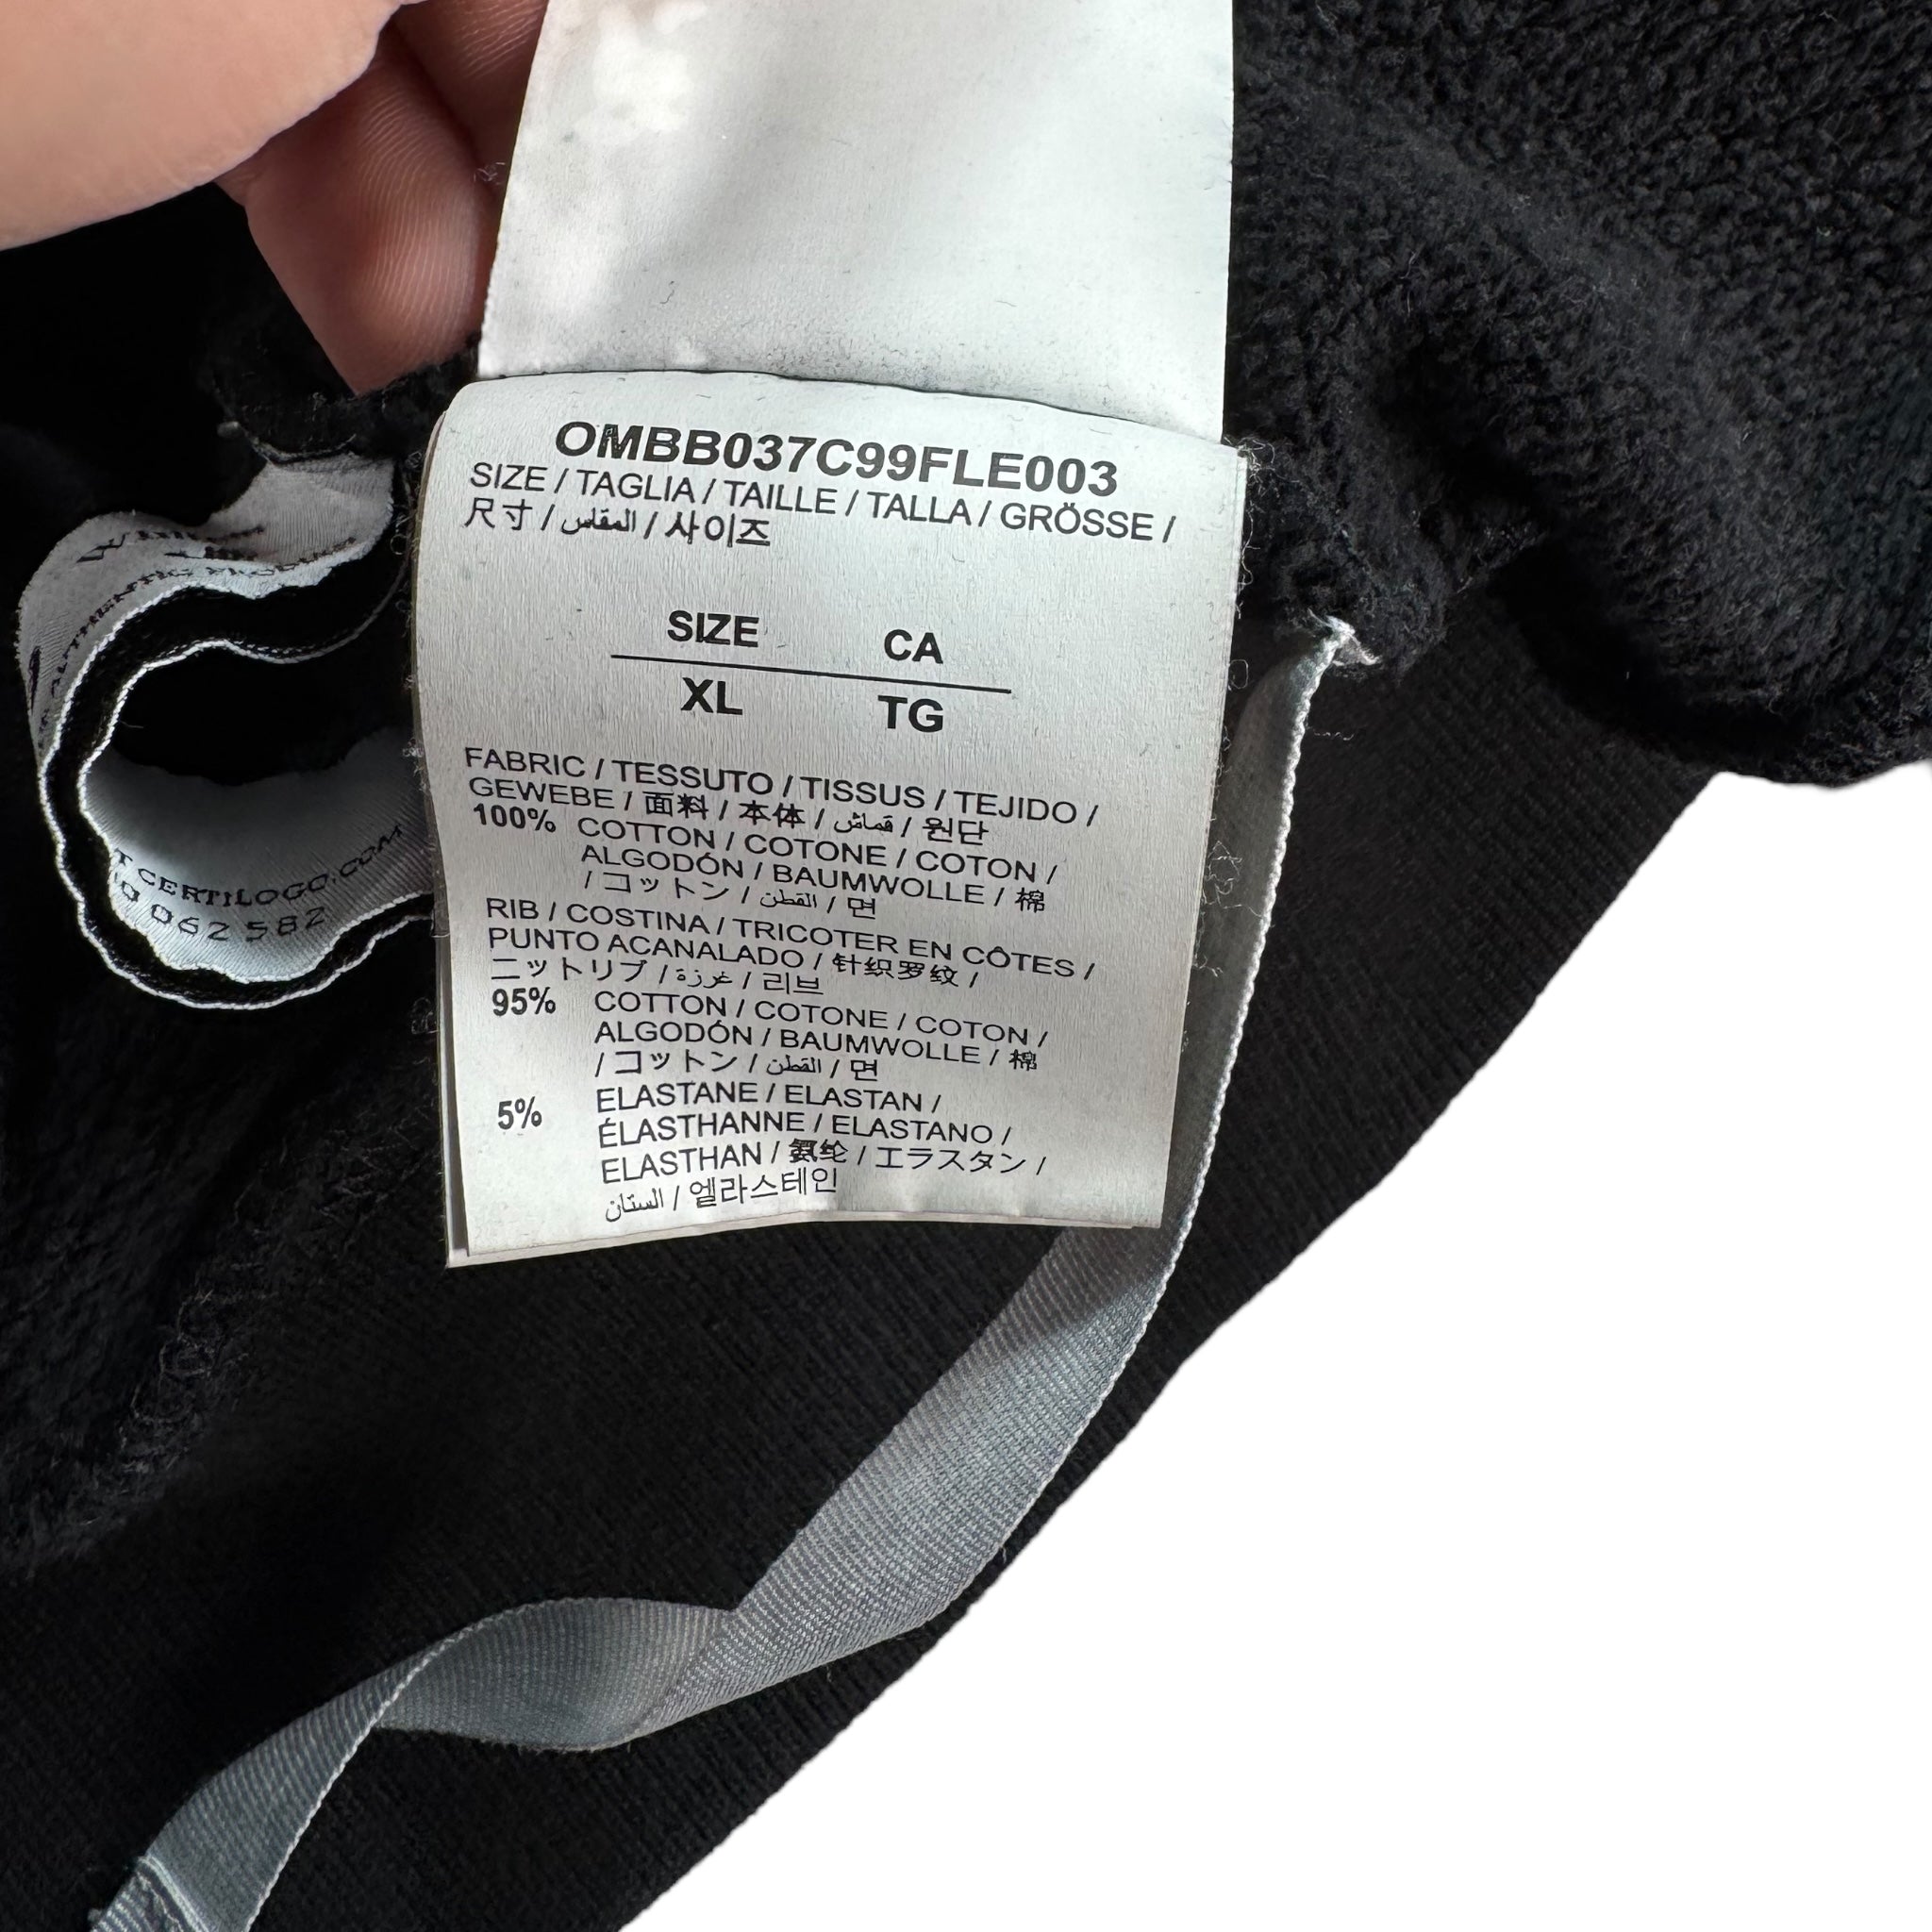 OMBB037C99FLE003
SIZE / TAGLIA / TAILLE / TALLA / GRÖSSE /
尺寸 / المقاس / 사이즈
SIZE CA
XL TG
FABRIC / TESSUTO / TISSUS / TEJIDO /
GEWEBE / 面料 / 本体 / قماش / 원단
100% COTTON / COTONE / COTON /
ALGODÓN / BAUMWOLLE / 棉
/ コットン / القطن / 면
RIB / COSTINA / TRICOTER EN CÔTES /
PUNTO ACANALADO / 针织罗纹 /
ニットリブ / غرزة / 리브
95% COTTON / COTONE / COTON /
ALGODÓN / BAUMWOLLE / 棉
/ コットン / القطن / 면
5% ELASTANE / ELASTAN /
ÉLASTHANNE / ELASTANO /
ELASTHAN / 氨纶 / エラスタン /
الستان / 엘라스테인
AUTHENTIC
CERTILOGO.COM
062 582